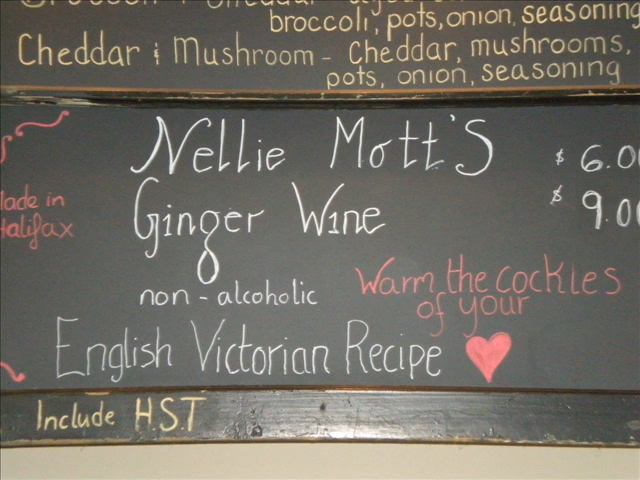 broccoli, pots, onion, seasoning
Cheddar & Mushroom - Cheddar, mushrooms,
pots, onion, seasoning
Nellie Mott's $ 6.0
Made in Halifax
Ginger Wine $ 9.0
non - alcoholic
Warm the cockles
of your
English Victorian Recipe
Include H.S.T